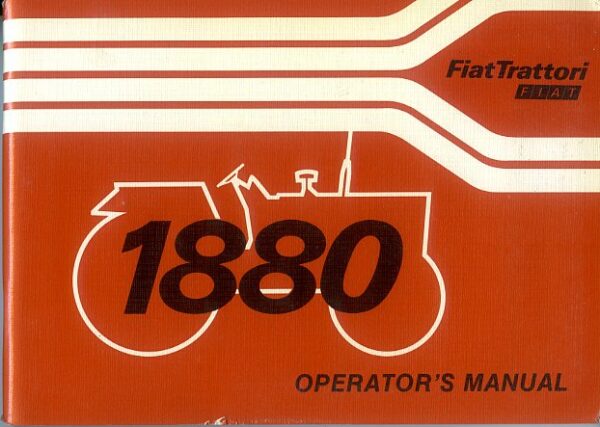 FiatTrattori
FIAT
1880
OPERATOR'S MANUAL